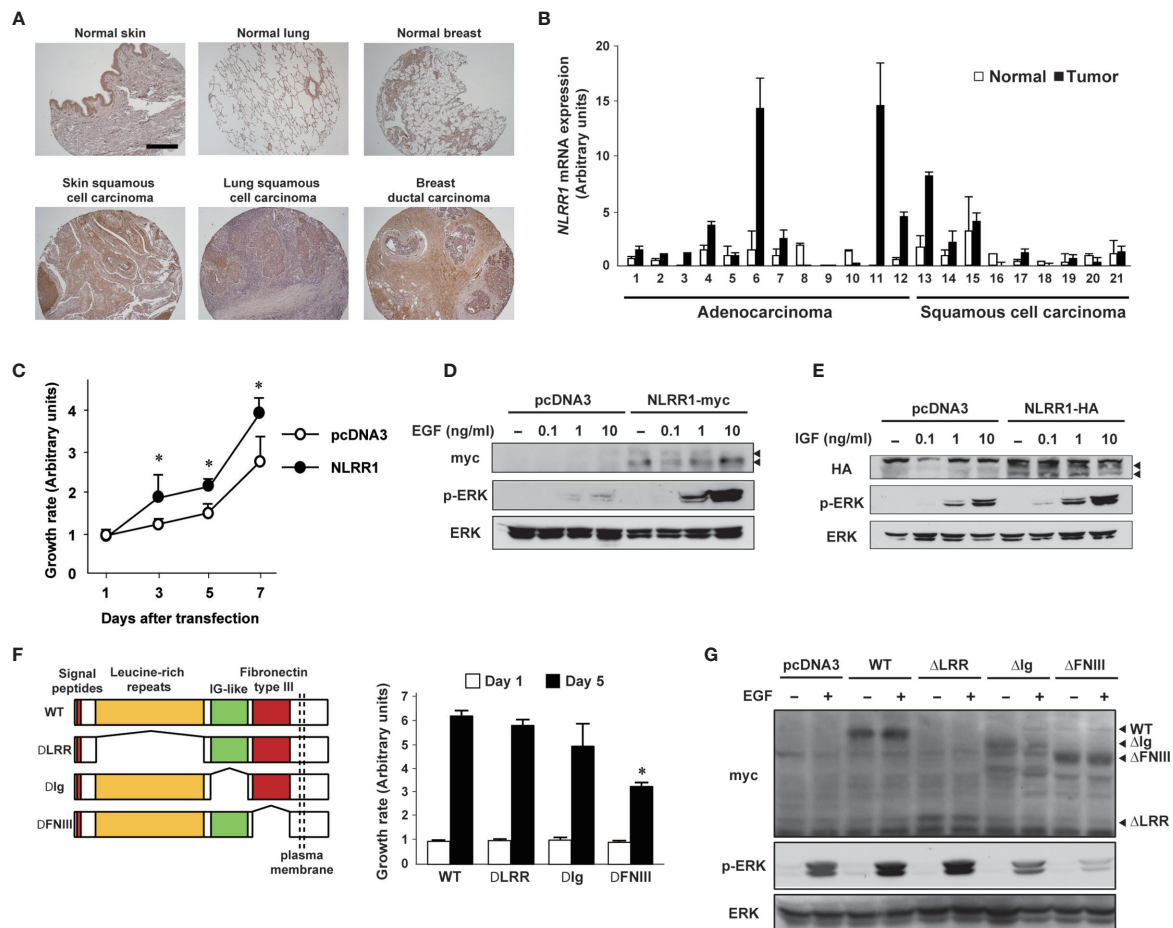 A
Normal skin Normal lung Normal breast
Skin squamous cell carcinoma
Lung squamous cell carcinoma
Breast ductal carcinoma
B
NLRR1 mRNA expression
(Arbitrary units)
20
15
10
5
0
Normal Tumor
1 2 3 4 5 6 7 8 9 10 11 12 13 14 15 16 17 18 19 20 21
Adenocarcinoma Squamous cell carcinoma
C
Growth rate (Arbitrary units)
4
3
2
1
0
* * *
pcDNA3
NLRR1
1 3 5 7
Days after transfection
D
pcDNA3 NLRR1-myc
EGF (ng/ml) – 0.1 1 10 – 0.1 1 10
myc
p-ERK
ERK
E
pcDNA3 NLRR1-HA
IGF (ng/ml) – 0.1 1 10 – 0.1 1 10
HA
p-ERK
ERK
F
Signal peptides
Leucine-rich repeats
IG-like
Fibronectin type III
WT
DLRR
DIg
DFNIII
plasma
membrane
Growth rate (Arbitrary units)
7
6
5
4
3
2
1
0
Day 1 Day 5
*
WT DLRR DIg DFNIII
G
pcDNA3 WT ΔLRR ΔIg ΔFNIII
EGF – + – + – + – + – +
myc
WT
ΔIg
ΔFNIII
ΔLRR
p-ERK
ERK